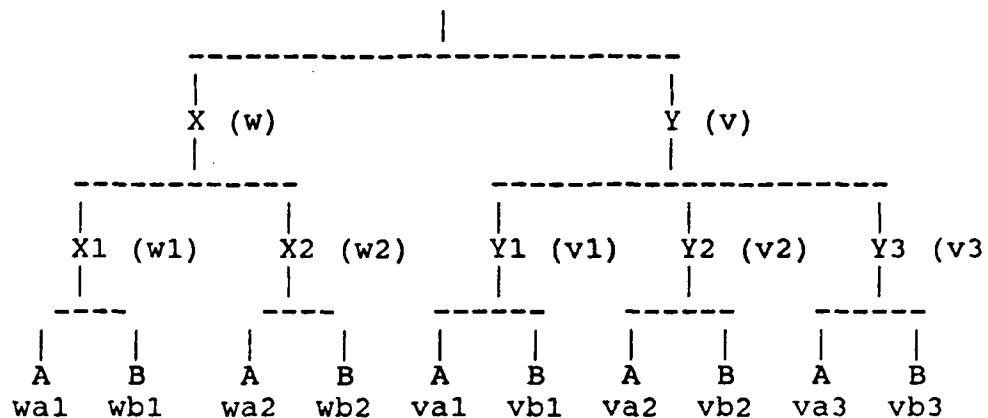 X (w) Y (v)
X1 (w1) X2 (w2) Y1 (v1) Y2 (v2) Y3 (v3
A B A B A B A B A B
wa1 wb1 wa2 wb2 va1 vb1 va2 vb2 va3 vb3